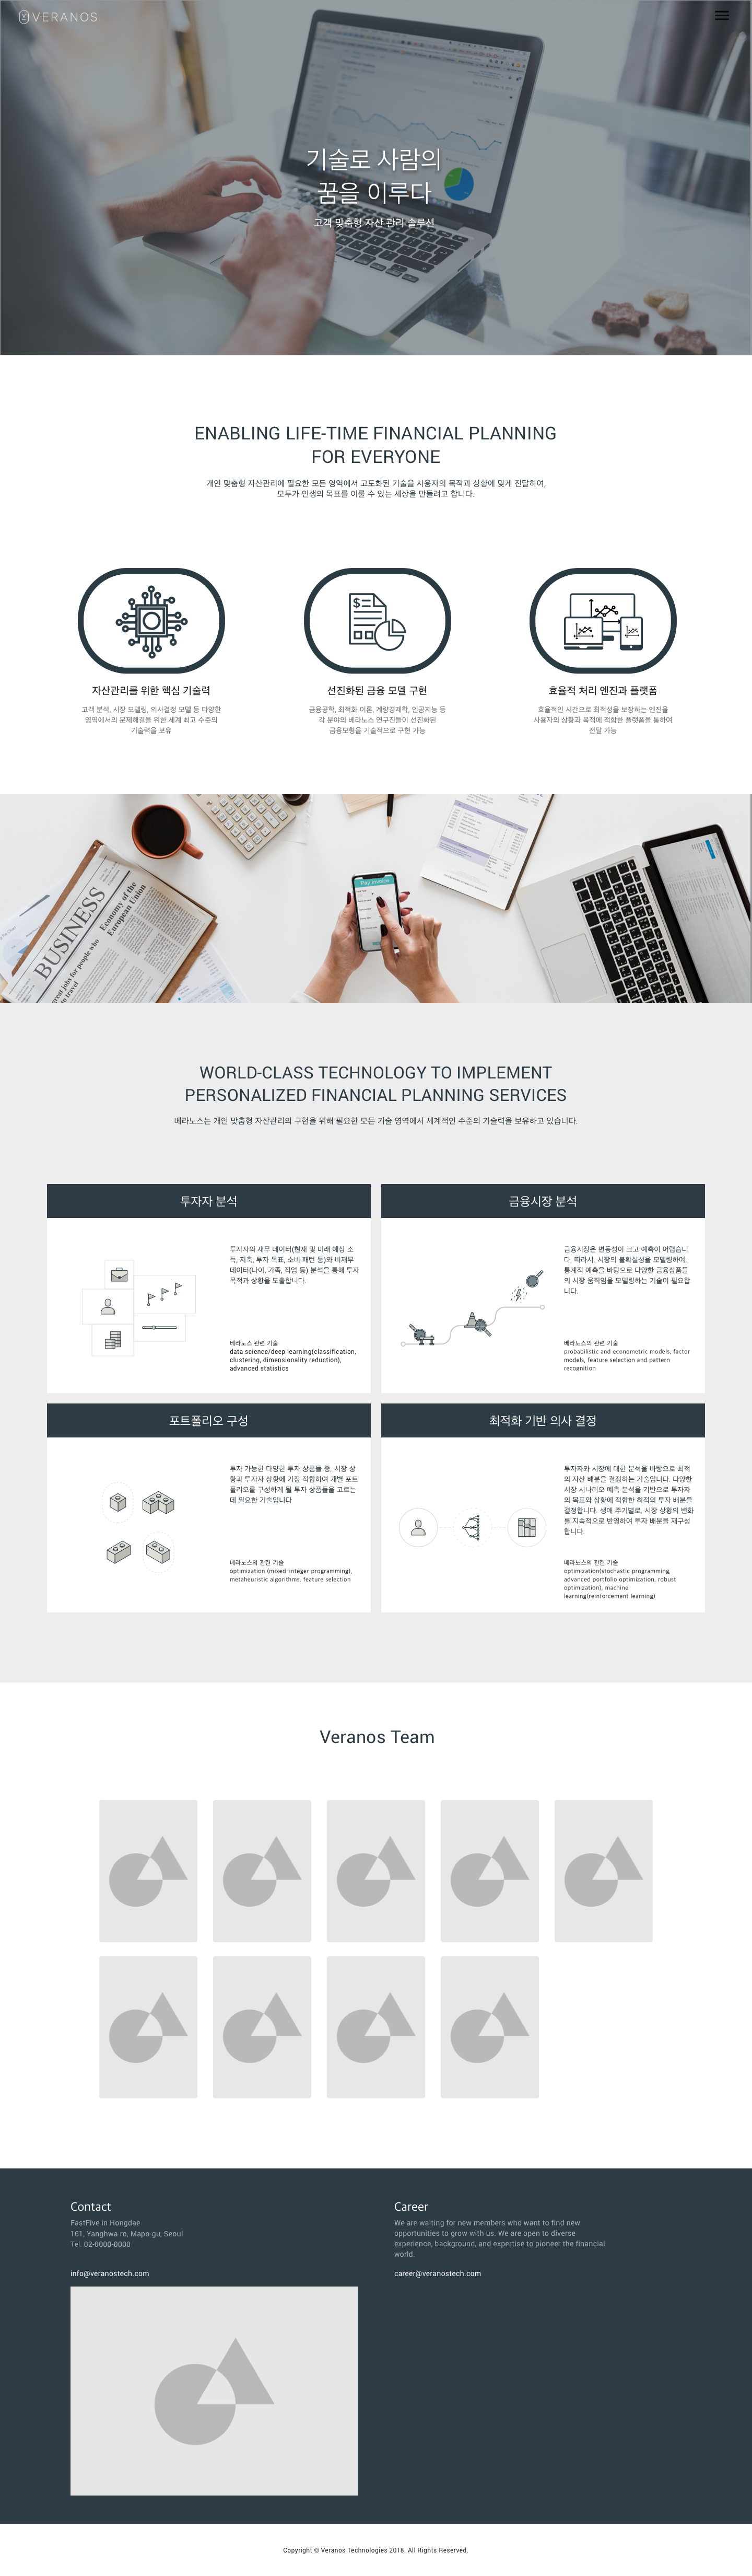 VERANOS
기술로 사람의
꿈을 이루다
고객 맞춤형 자산 관리 솔루션
ENABLING LIFE-TIME FINANCIAL PLANNING
FOR EVERYONE
개인 맞춤형 자산관리에 필요한 모든 영역에서 고도화된 기술을 사용자의 목적과 상황에 맞게 전달하여,
모두가 인생의 목표를 이룰 수 있는 세상을 만들려고 합니다.
자산관리를 위한 핵심 기술력
고객 분석, 시장 모델링, 의사결정 모델 등 다양한
영역에서의 문제해결을 위한 세계 최고 수준의
기술력을 보유
선진화된 금융 모델 구현
금융공학, 최적화 이론, 계량경제학, 인공지능 등
각 분야의 베라노스 연구진들이 선진화된
금융모형을 기술적으로 구현 가능
효율적 처리 엔진과 플랫폼
효율적인 시간으로 최적성을 보장하는 엔진을
사용자의 상황과 목적에 적합한 플랫폼을 통하여
전달 가능
BUSINESS
Economy of the
European Union
great jobs for people who
to travel
WORLD-CLASS TECHNOLOGY TO IMPLEMENT
PERSONALIZED FINANCIAL PLANNING SERVICES
베라노스는 개인 맞춤형 자산관리의 구현을 위해 필요한 모든 기술 영역에서 세계적인 수준의 기술력을 보유하고 있습니다.
투자자 분석
투자자의 재무 데이터(현재 및 미래 예상 소
득, 저축, 투자 목표, 소비 패턴 등)와 비재무
데이터(나이, 가족, 직업 등) 분석을 통해 투자
목적과 상황을 도출합니다.
베라노스 관련 기술
data science/deep learning(classification,
clustering, dimensionality reduction),
advanced statistics
금융시장 분석
금융시장은 변동성이 크고 예측이 어렵습니
다. 따라서, 시장의 불확실성을 모델링하여,
통계적 예측을 바탕으로 다양한 금융상품들
의 시장 움직임을 모델링하는 기술이 필요합
니다.
베라노스의 관련 기술
probabilistic and econometric models, factor
models, feature selection and pattern
recognition
포트폴리오 구성
투자 가능한 다양한 투자 상품들 중, 시장 상
황과 투자자 상황에 가장 적합하여 개별 포트
폴리오를 구성하게 될 투자 상품들을 고르는
데 필요한 기술입니다
베라노스의 관련 기술
optimization (mixed-integer programming),
metaheuristic algorithms, feature selection
최적화 기반 의사 결정
투자자와 시장에 대한 분석을 바탕으로 최적
의 자산 배분을 결정하는 기술입니다. 다양한
시장 시나리오 예측 분석을 기반으로 투자자
의 목표와 상황에 적합한 최적의 투자 배분을
결정합니다. 생애 주기별로, 시장 상황의 변화
를 지속적으로 반영하여 투자 배분을 재구성
합니다.
베라노스의 관련 기술
optimization(stochastic programming,
advanced portfolio optimization, robust
optimization), machine
learning(reinforcement learning)
Veranos Team
Contact
FastFive in Hongdae
161, Yanghwa-ro, Mapo-gu, Seoul
Tel. 02-0000-0000
info@veranostech.com
Career
We are waiting for new members who want to find new
opportunities to grow with us. We are open to diverse
experience, background, and expertise to pioneer the financial
world.
career@veranostech.com
Copyright © Veranos Technologies 2018. All Rights Reserved.